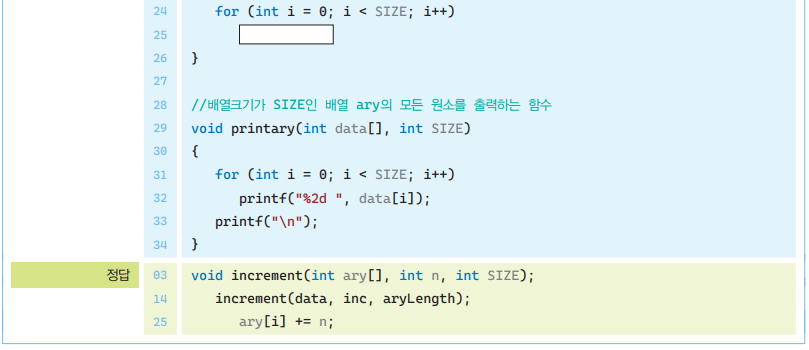 24 for (int i = 0; i < SIZE; i++)
25
26 }
27
28 //배열크기가 SIZE인 배열 ary의 모든 원소를 출력하는 함수
29 void printary(int data[], int SIZE)
30 {
31 for (int i = 0; i < SIZE; i++)
32 printf("%2d ", data[i]);
33 printf("\n");
34 }
정답 03 void increment(int ary[], int n, int SIZE);
14 increment(data, inc, aryLength);
25 ary[i] += n;